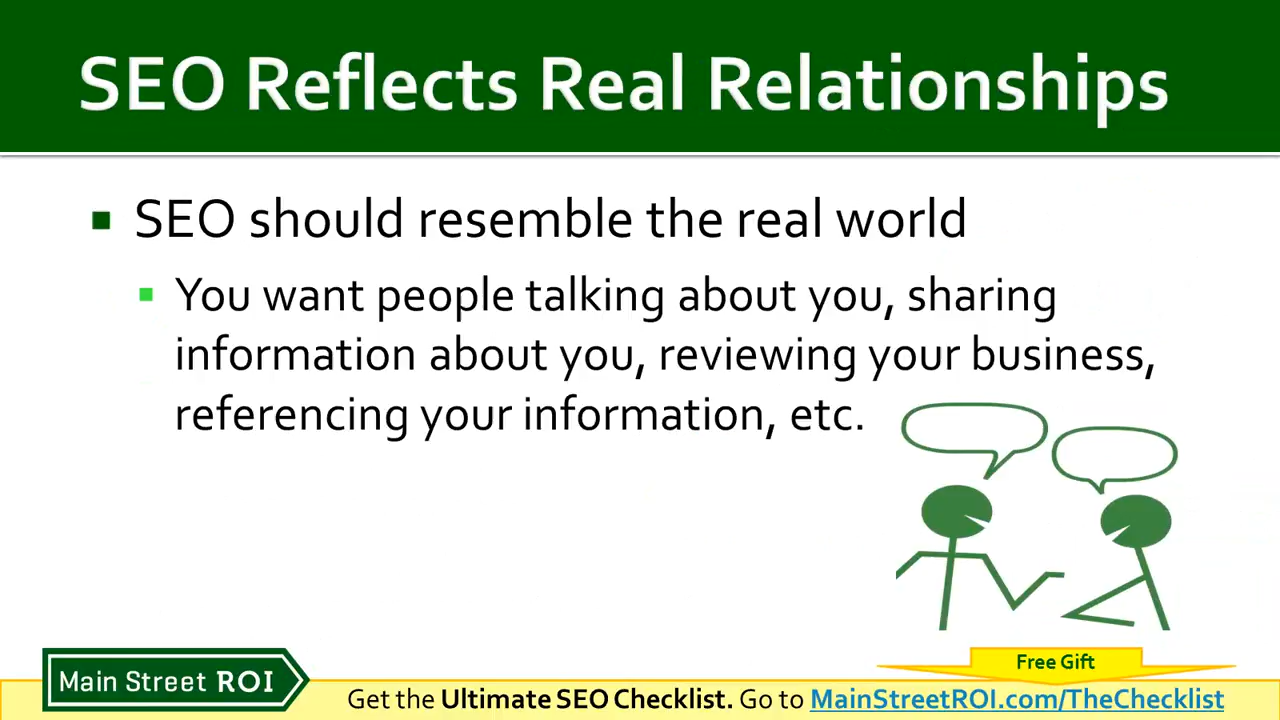 SEO Reflects Real Relationships
SEO should resemble the real world
You want people talking about you, sharing
information about you, reviewing your business,
referencing your information, etc.
Main Street ROI
Free Gift
Get the Ultimate SEO Checklist. Go to MainStreetROI.com/TheChecklist